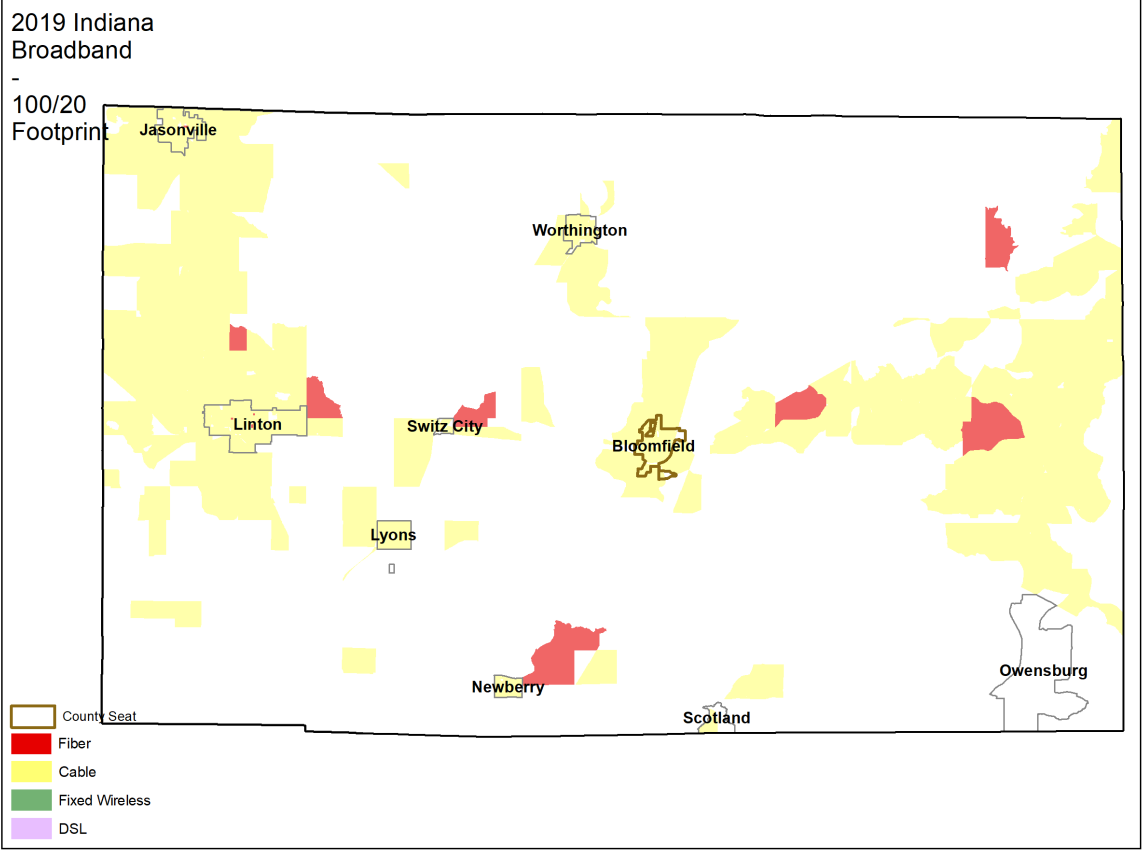 2019 Indiana
Broadband
-
100/20
Footprint
Jasonville
Worthington
Linton
Switz City
Bloomfield
Lyons
Newberry
Scotland
Owensburg
County Seat
Fiber
Cable
Fixed Wireless
DSL